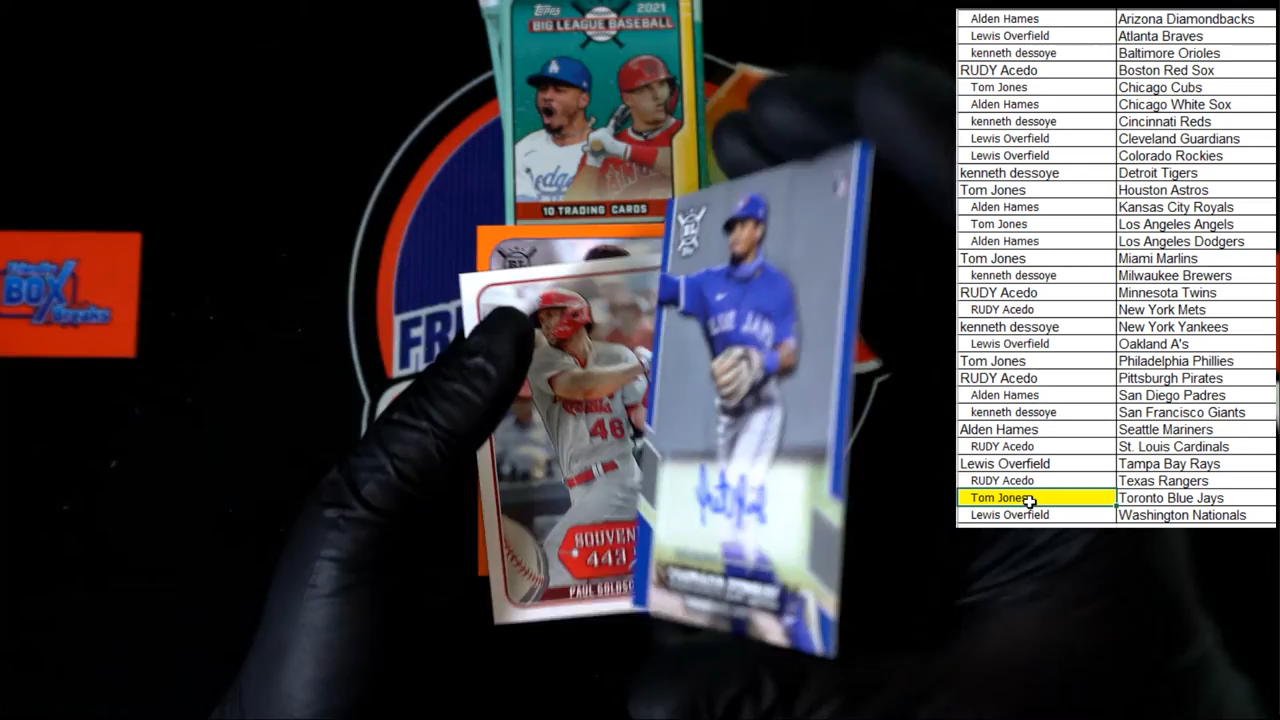 Topps
2021
BIG LEAGUE BASEBALL
10 TRADING CARDS
BOX
Breaks
FRI
BL
46
SOUVEN
443
PAUL GOLDSC
BLUE JAYS
Alden Hames Arizona Diamondbacks
Lewis Overfield Atlanta Braves
kenneth dessoye Baltimore Orioles
RUDY Acedo Boston Red Sox
Tom Jones Chicago Cubs
Alden Hames Chicago White Sox
kenneth dessoye Cincinnati Reds
Lewis Overfield Cleveland Guardians
Lewis Overfield Colorado Rockies
kenneth dessoye Detroit Tigers
Tom Jones Houston Astros
Alden Hames Kansas City Royals
Tom Jones Los Angeles Angels
Alden Hames Los Angeles Dodgers
Tom Jones Miami Marlins
kenneth dessoye Milwaukee Brewers
RUDY Acedo Minnesota Twins
RUDY Acedo New York Mets
kenneth dessoye New York Yankees
Lewis Overfield Oakland A's
Tom Jones Philadelphia Phillies
RUDY Acedo Pittsburgh Pirates
Alden Hames San Diego Padres
kenneth dessoye San Francisco Giants
Alden Hames Seattle Mariners
RUDY Acedo St. Louis Cardinals
Lewis Overfield Tampa Bay Rays
RUDY Acedo Texas Rangers
Tom Jones Toronto Blue Jays
Lewis Overfield Washington Nationals